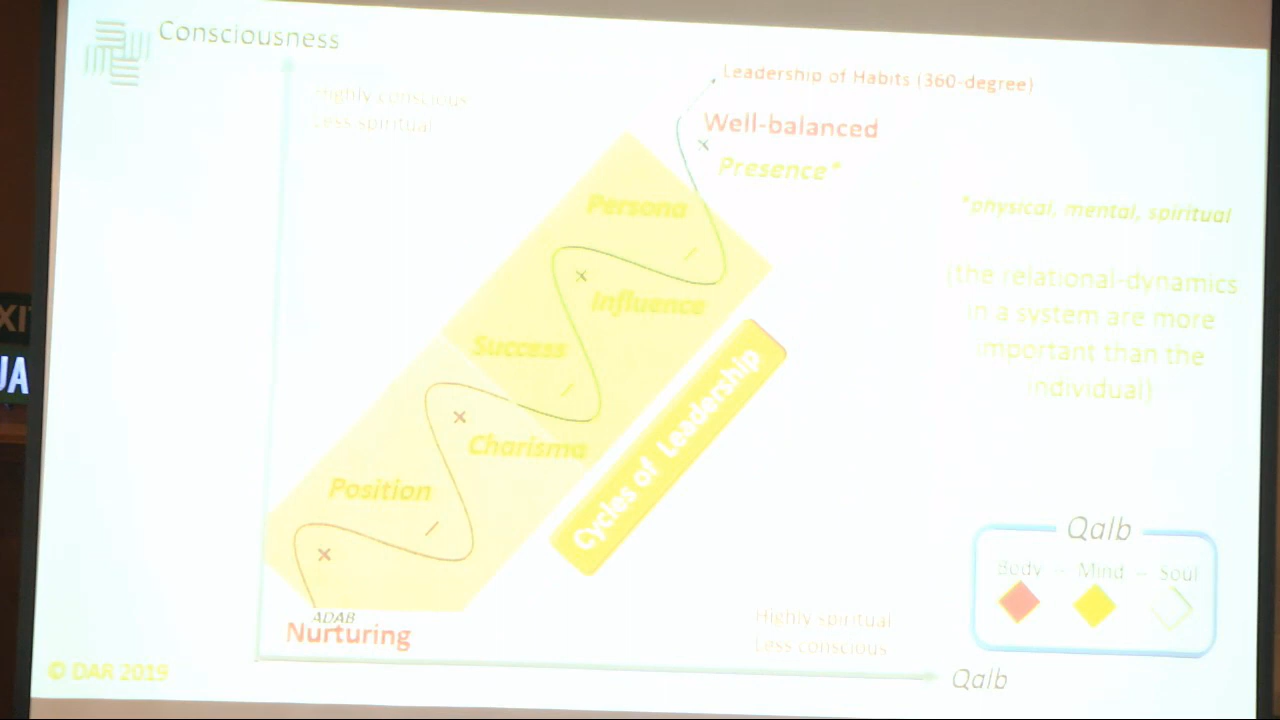 Consciousness
Highly conscious
Less spiritual
Leadership of Habits (360-degree)
Well-balanced
Presence*
Persona
*physical, mental, spiritual
(the relational-dynamics
in a system are more
important than the
individual)
Influence
Success
Cycles of Leadership
Charisma
Position
Qalb
Body – Mind – Soul
ADAB
Nurturing
Highly spiritual
Less conscious
© DAR 2019
Qalb